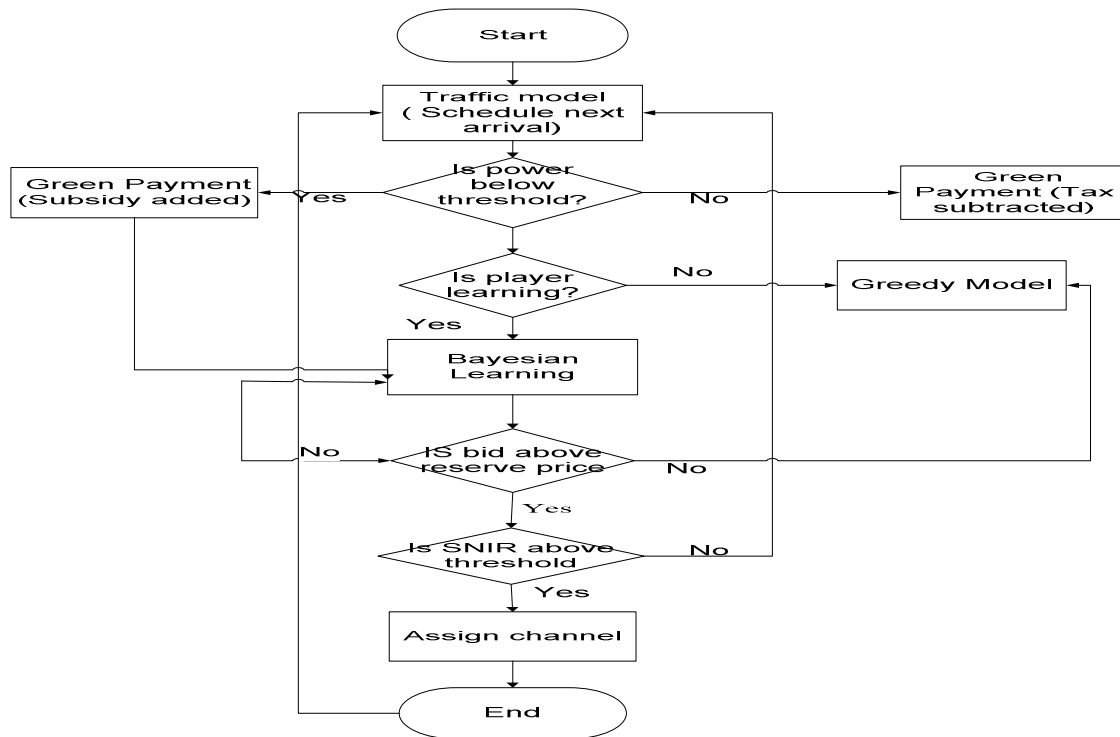 Start
Traffic model
( Schedule next
arrival)
Is power
below
threshold?
Yes
No
Green Payment
(Subsidy added)
Green
Payment (Tax
subtracted)
Is player
learning?
No
Greedy Model
Yes
Bayesian
Learning
No
IS bid above
reserve price
No
Yes
Is SNIR above
threshold
No
Yes
Assign channel
End